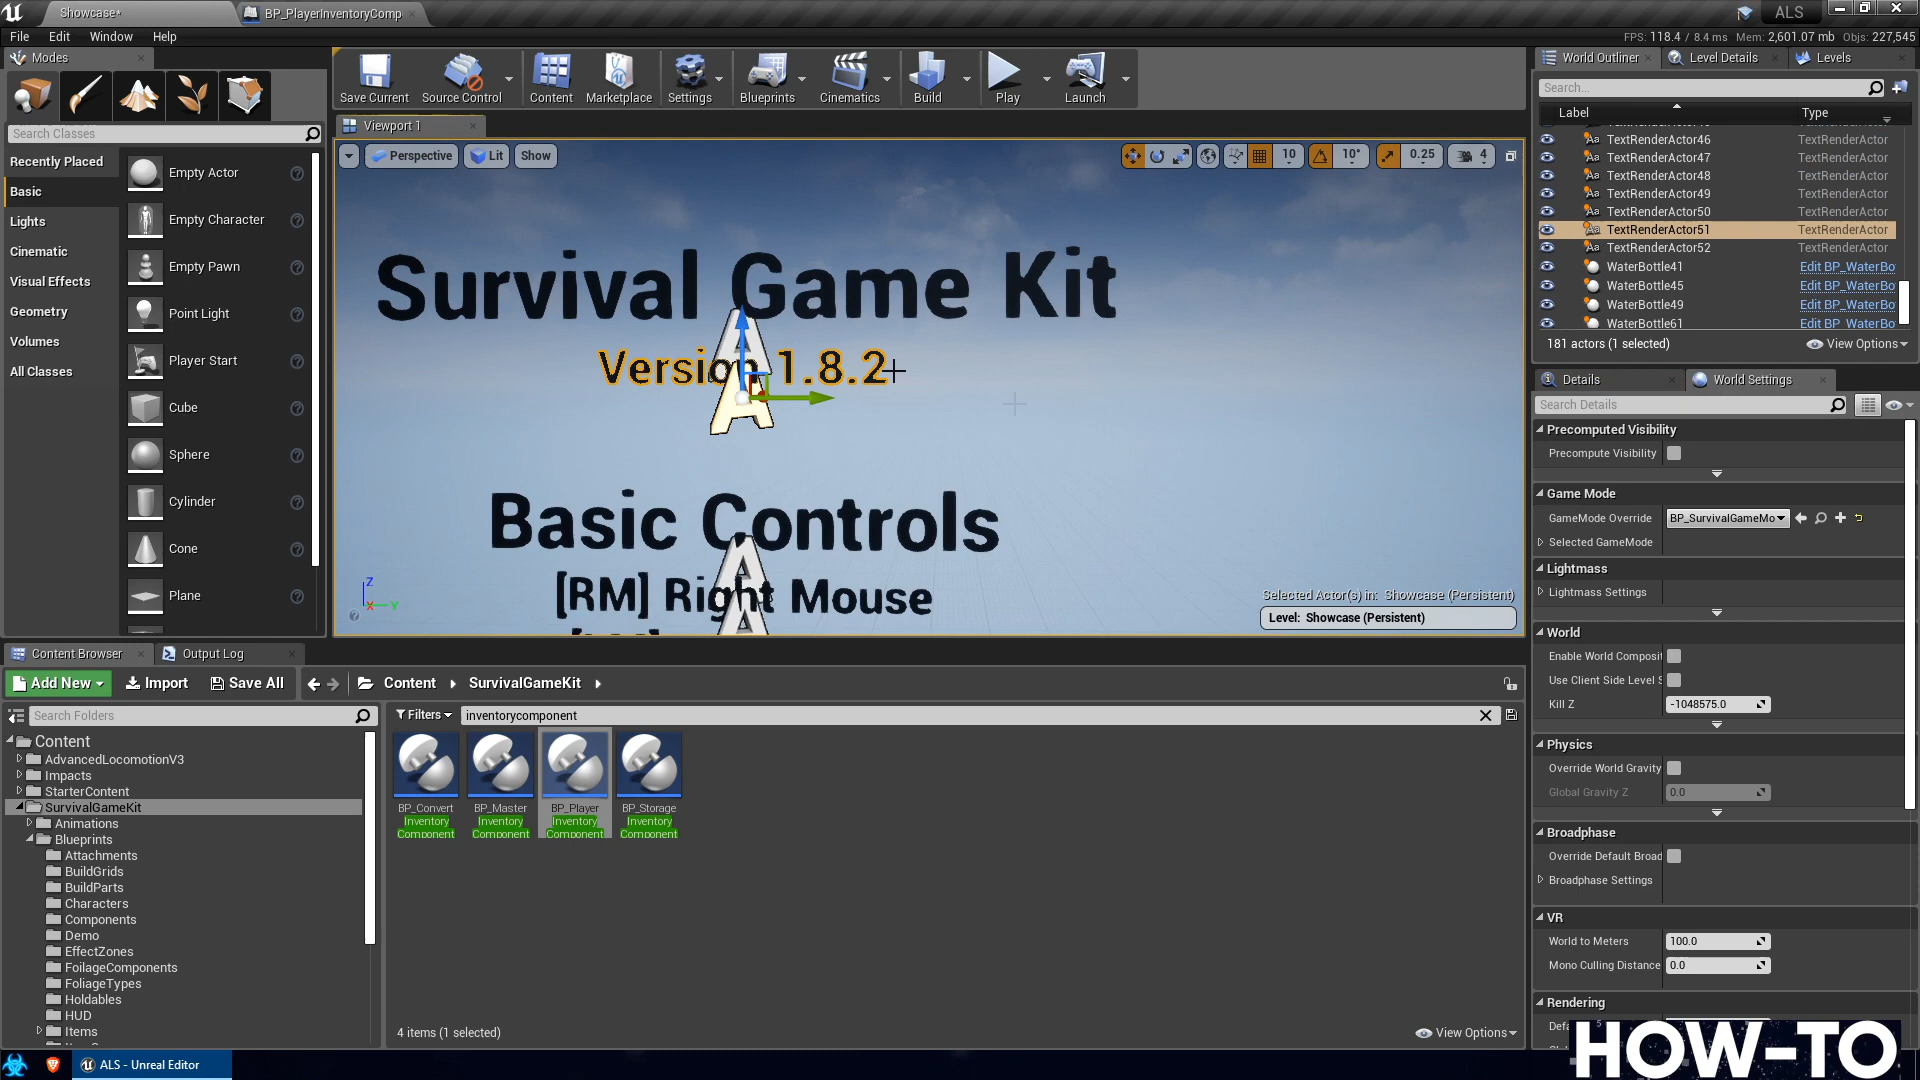 Showcase*
BP_PlayerInventoryComp
ALS
File Edit Window Help
FPS: 118.4 / 8.4 ms Mem: 2,601.07 mb Objs: 227,545
Modes
Search Classes
Recently Placed
Basic
Lights
Cinematic
Visual Effects
Geometry
Volumes
All Classes
Empty Actor
Empty Character
Empty Pawn
Point Light
Player Start
Cube
Sphere
Cylinder
Cone
Plane
Save Current
Source Control
Content
Marketplace
Settings
Blueprints
Cinematics
Build
Play
Launch
Viewport 1
Perspective Lit Show
10 10° 0.25 4
Survival Game Kit
Version 1.8.2
Basic Controls
[RM] Right Mouse
Z
X Y
Selected Actor(s) in: Showcase (Persistent)
Level: Showcase (Persistent)
World Outliner
Level Details
Levels
Search...
Label Type
TextRenderActor46 TextRenderActor
TextRenderActor47 TextRenderActor
TextRenderActor48 TextRenderActor
TextRenderActor49 TextRenderActor
TextRenderActor50 TextRenderActor
TextRenderActor51 TextRenderActor
TextRenderActor52 TextRenderActor
WaterBottle41 Edit BP_WaterBo
WaterBottle45 Edit BP_WaterBo
WaterBottle49 Edit BP_WaterBo
WaterBottle61 Edit BP_WaterBo
181 actors (1 selected)
View Options
Details
World Settings
Search Details
Precomputed Visibility
Precompute Visibility
Game Mode
GameMode Override BP_SurvivalGameMo
Selected GameMode
Lightmass
Lightmass Settings
World
Enable World Composit
Use Client Side Level S
Kill Z -1048575.0
Physics
Override World Gravity
Global Gravity Z 0.0
Broadphase
Override Default Broad
Broadphase Settings
VR
World to Meters 100.0
Mono Culling Distance 0.0
Rendering
Defa
Content Browser
Output Log
Add New Import Save All Content SurvivalGameKit
Search Folders
Filters inventorycomponent
Content
AdvancedLocomotionV3
Impacts
StarterContent
SurvivalGameKit
Animations
Blueprints
Attachments
BuildGrids
BuildParts
Characters
Components
Demo
EffectZones
FoilageComponents
FoliageTypes
Holdables
HUD
Items
BP_Convert
Inventory
Component
BP_Master
Inventory
Component
BP_Player
Inventory
Component
BP_Storage
Inventory
Component
4 items (1 selected)
View Options
HOW-TO
ALS - Unreal Editor